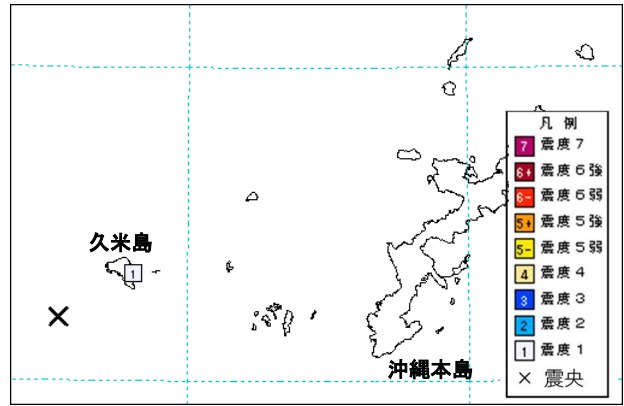 久米島
1
沖縄本島
凡 例
7 震度7
6+ 震度6強
6- 震度6弱
5+ 震度5強
5- 震度5弱
4 震度4
3 震度3
2 震度2
1 震度1
× 震央